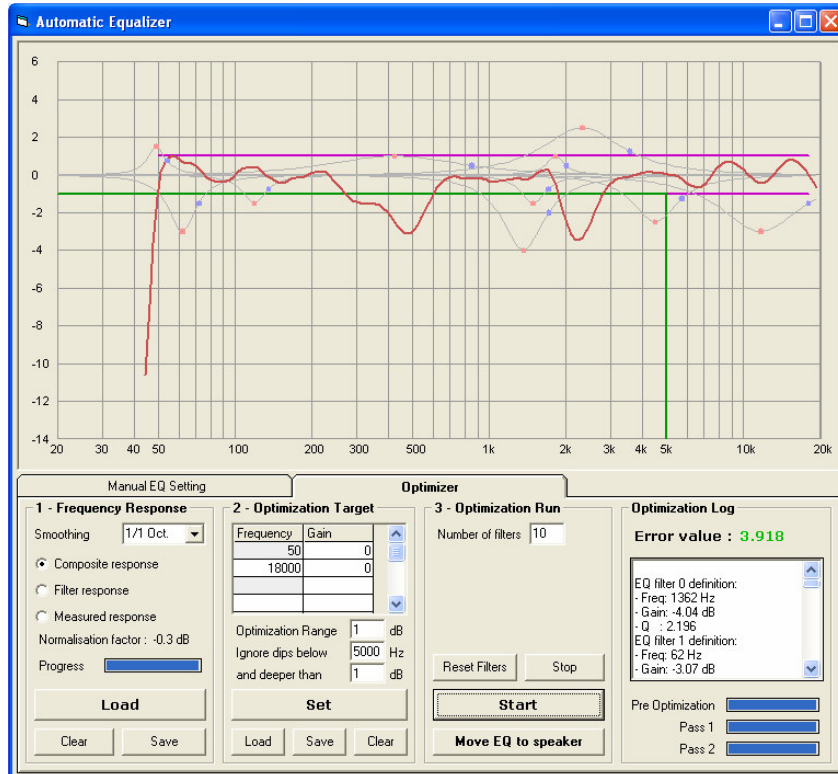 Automatic Equalizer
6
4
2
0
-2
-4
-6
-8
-10
-12
-14
20 30 40 50 100 200 300 500 1k 2k 3k 4k 5k 10k 20k
Manual EQ Setting
Optimizer
1 - Frequency Response
Smoothing 1/1 Oct.
Composite response
Filter response
Measured response
Normalisation factor : -0.3 dB
Progress
Load
Clear Save
2 - Optimization Target
Frequency Gain
50 0
18000 0
Optimization Range 1 dB
Ignore dips below 5000 Hz
and deeper than 1 dB
Set
Load Save Clear
3 - Optimization Run
Number of filters 10
Reset Filters Stop
Start
Move EQ to speaker
Optimization Log
Error value : 3.918
EQ filter 0 definition:
- Freq: 1362 Hz
- Gain: -4.04 dB
- Q : 2.196
EQ filter 1 definition:
- Freq: 62 Hz
- Gain: -3.07 dB
Pre Optimization
Pass 1
Pass 2